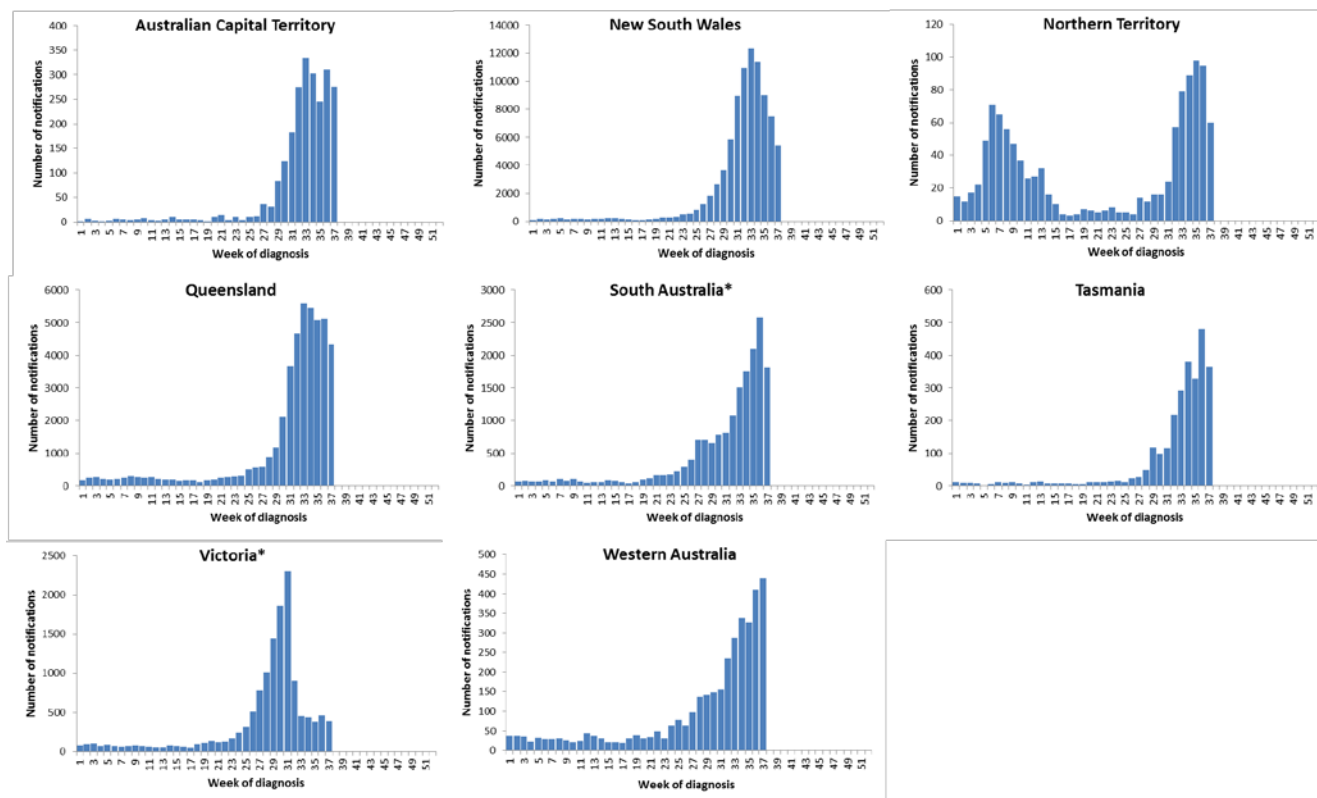 Australian Capital Territory
Number of notifications
400
350
300
250
200
150
100
50
0
1 3 5 7 9 11 13 15 17 19 21 23 25 27 29 31 33 35 37 39 41 43 45 47 49 51
Week of diagnosis
New South Wales
Number of notifications
14000
12000
10000
8000
6000
4000
2000
0
1 3 5 7 9 11 13 15 17 19 21 23 25 27 29 31 33 35 37 39 41 43 45 47 49 51
Week of diagnosis
Northern Territory
Number of notifications
120
100
80
60
40
20
0
1 3 5 7 9 11 13 15 17 19 21 23 25 27 29 31 33 35 37 39 41 43 45 47 49 51
Week of diagnosis
Queensland
Number of notifications
6000
5000
4000
3000
2000
1000
0
1 3 5 7 9 11 13 15 17 19 21 23 25 27 29 31 33 35 37 39 41 43 45 47 49 51
Week of diagnosis
South Australia*
Number of notifications
3000
2500
2000
1500
1000
500
0
1 3 5 7 9 11 13 15 17 19 21 23 25 27 29 31 33 35 37 39 41 43 45 47 49 51
Week of diagnosis
Tasmania
Number of notifications
600
500
400
300
200
100
0
1 3 5 7 9 11 13 15 17 19 21 23 25 27 29 31 33 35 37 39 41 43 45 47 49 51
Week of diagnosis
Victoria*
Number of notifications
2500
2000
1500
1000
500
0
1 3 5 7 9 11 13 15 17 19 21 23 25 27 29 31 33 35 37 39 41 43 45 47 49 51
Week of diagnosis
Western Australia
Number of notifications
500
450
400
350
300
250
200
150
100
50
0
1 3 5 7 9 11 13 15 17 19 21 23 25 27 29 31 33 35 37 39 41 43 45 47 49 51
Week of diagnosis